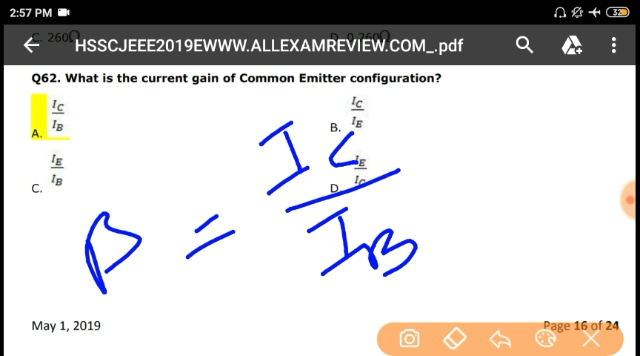 2:57 PM
32
C. 260Ω D. 0.260Ω
HSSCJEEE2019EWWW.ALLEXAMREVIEW.COM_.pdf
Q62. What is the current gain of Common Emitter configuration?
A. IC/IB B. IC/IE
C. IE/IB D. IE/IC
β = IC/IB
May 1, 2019 Page 16 of 24